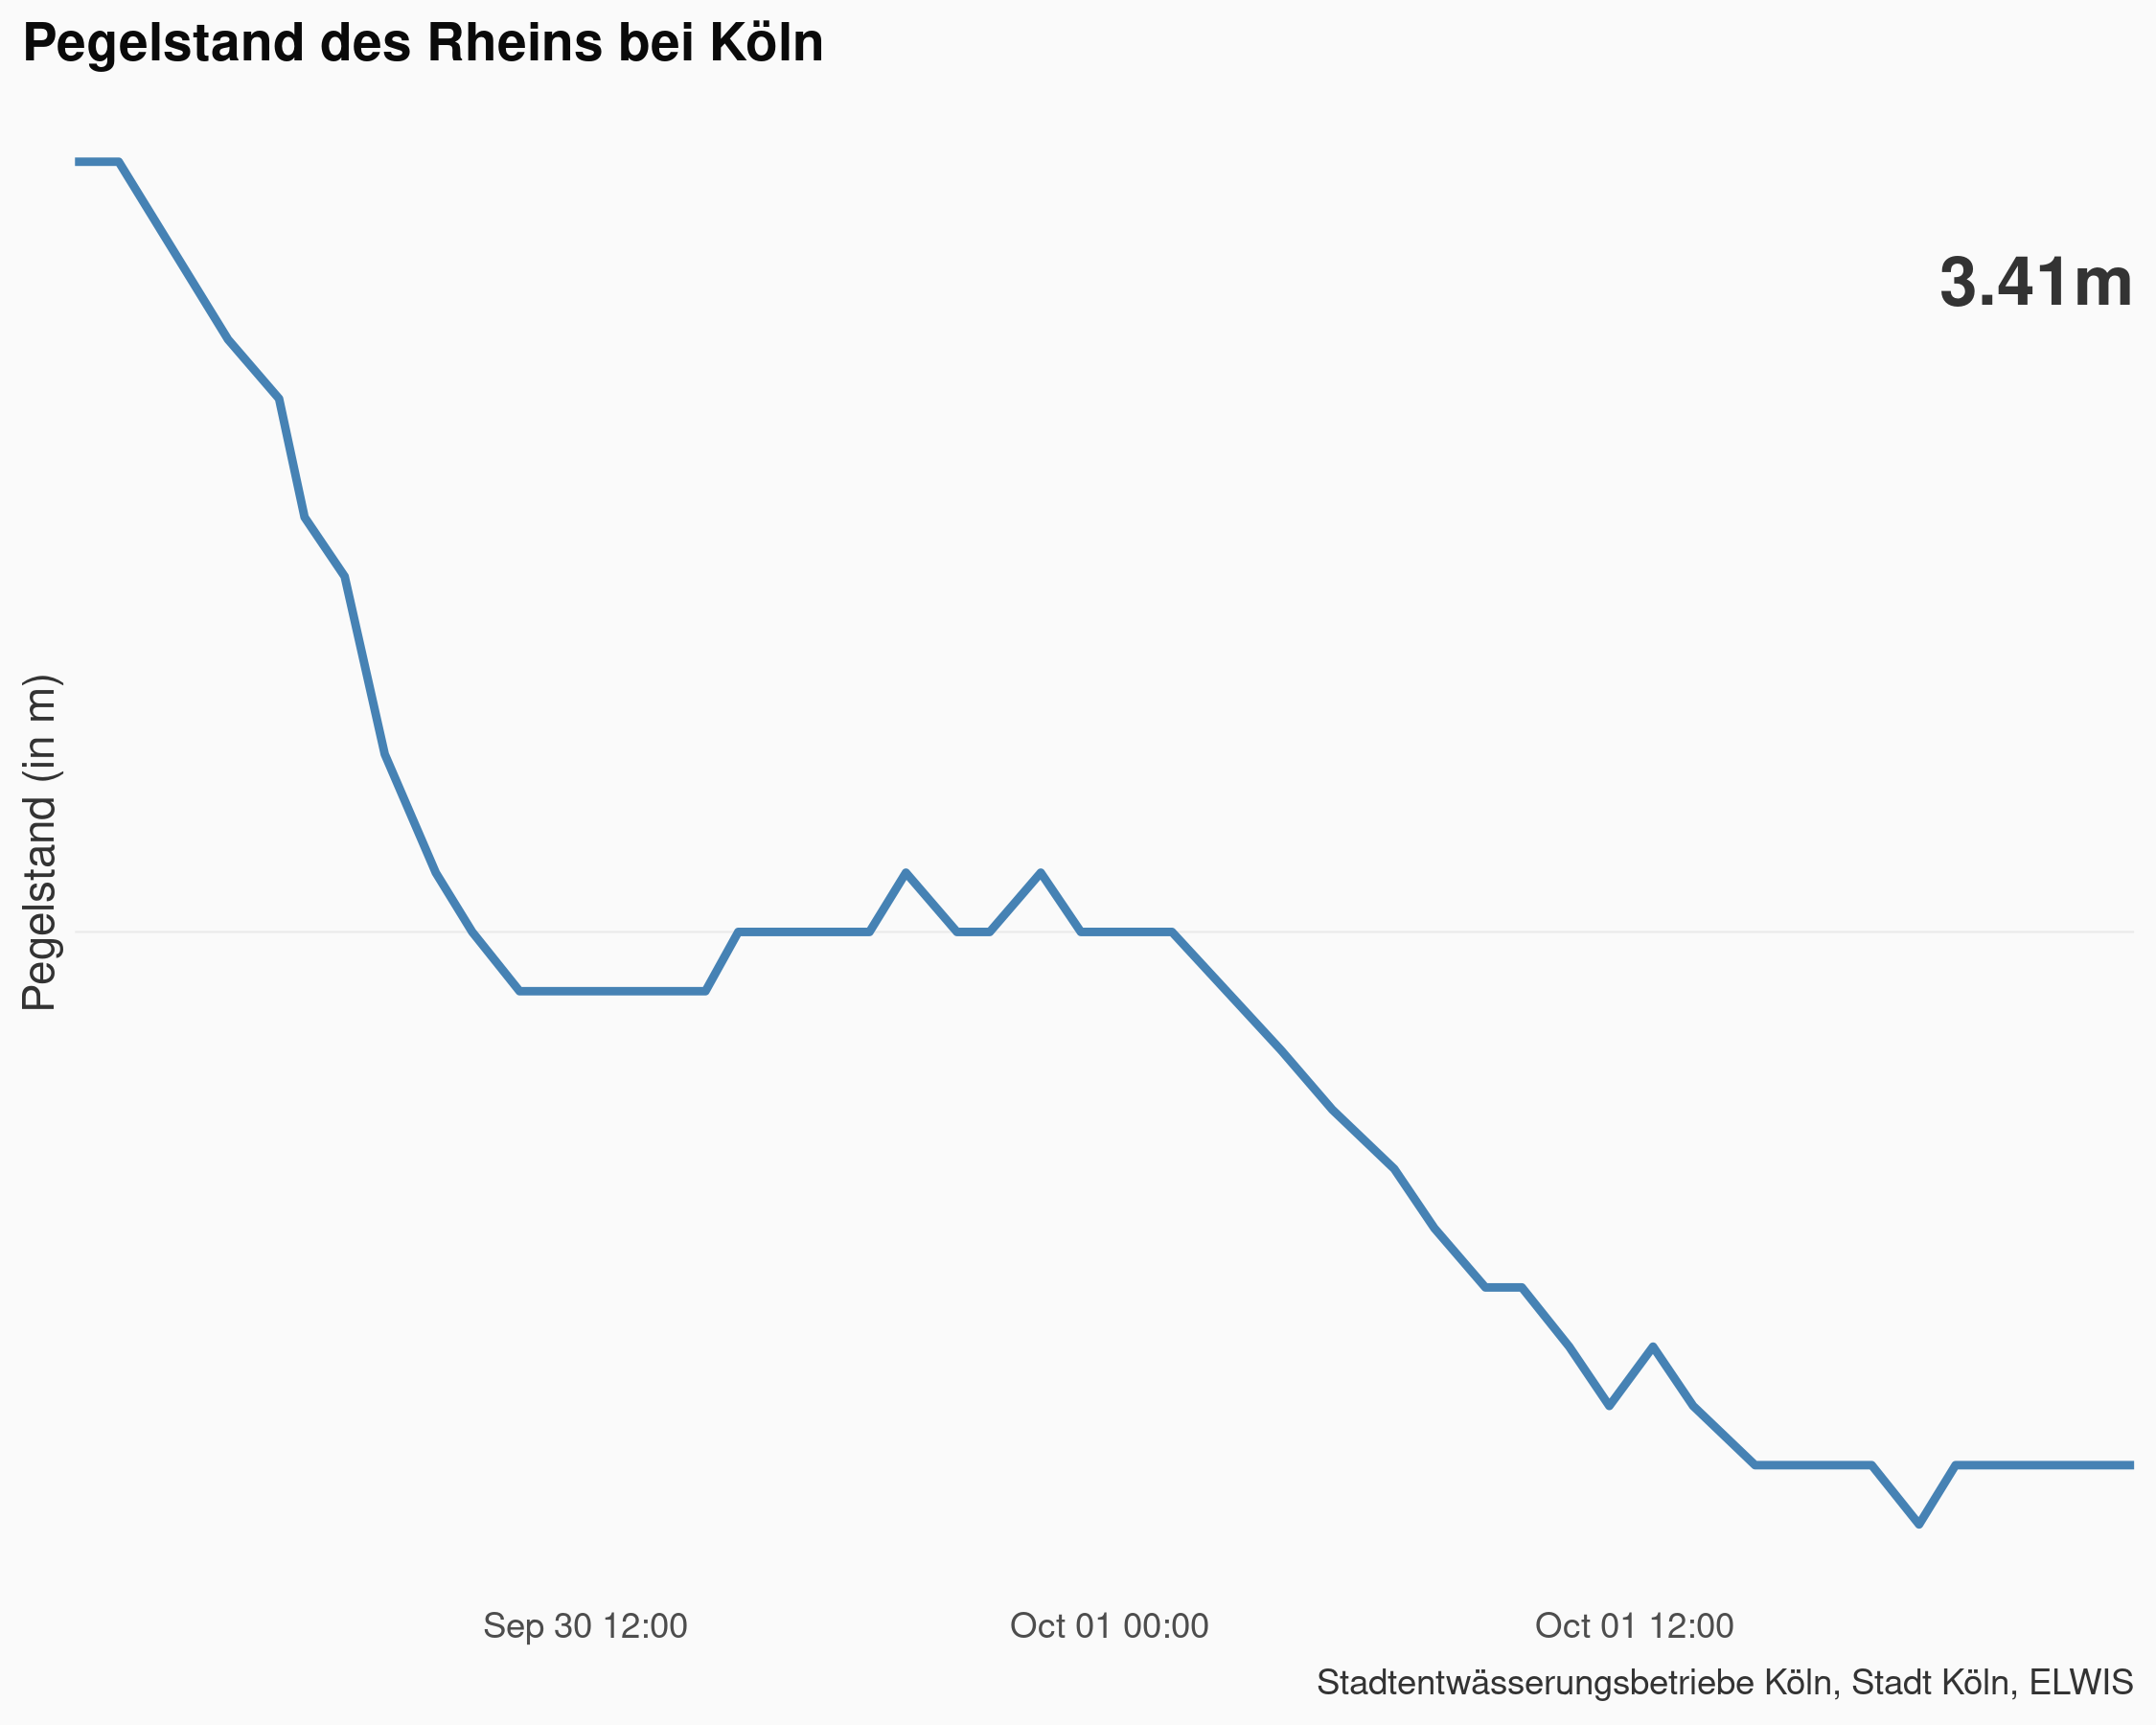 Pegelstand des Rheins bei Köln
3.41m
Pegelstand (in m)
Sep 30 12:00
Oct 01 00:00
Oct 01 12:00
Stadtentwässerungsbetriebe Köln, Stadt Köln, ELWIS